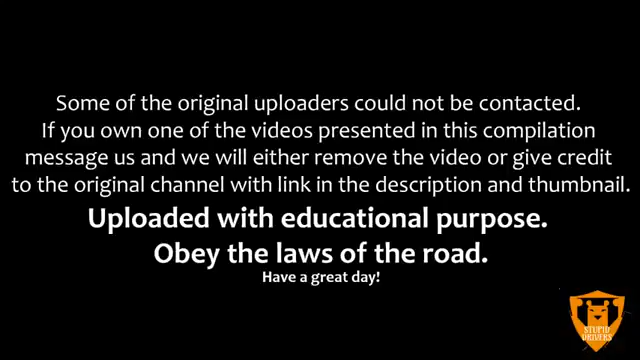 Some of the original uploaders could not be contacted.
If you own one of the videos presented in this compilation
message us and we will either remove the video or give credit
to the original channel with link in the description and thumbnail.
Uploaded with educational purpose.
Obey the laws of the road.
Have a great day!
STUPID
DRIVERS